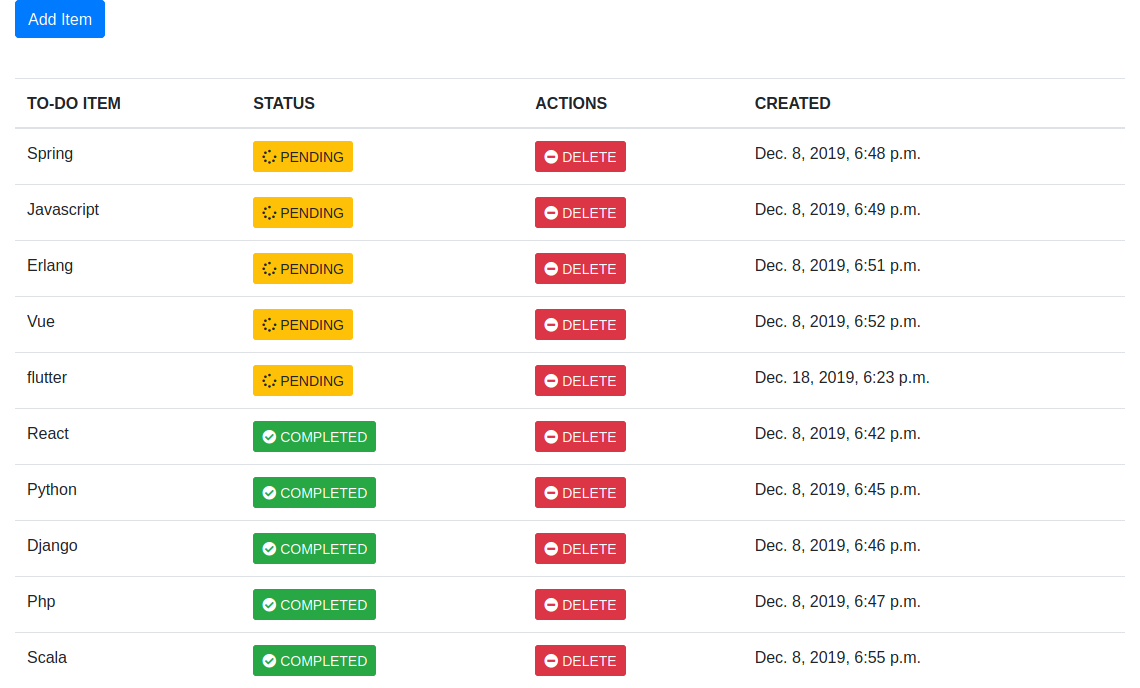 Add Item
TO-DO ITEM STATUS ACTIONS CREATED
Spring PENDING DELETE Dec. 8, 2019, 6:48 p.m.
Javascript PENDING DELETE Dec. 8, 2019, 6:49 p.m.
Erlang PENDING DELETE Dec. 8, 2019, 6:51 p.m.
Vue PENDING DELETE Dec. 8, 2019, 6:52 p.m.
flutter PENDING DELETE Dec. 18, 2019, 6:23 p.m.
React COMPLETED DELETE Dec. 8, 2019, 6:42 p.m.
Python COMPLETED DELETE Dec. 8, 2019, 6:45 p.m.
Django COMPLETED DELETE Dec. 8, 2019, 6:46 p.m.
Php COMPLETED DELETE Dec. 8, 2019, 6:47 p.m.
Scala COMPLETED DELETE Dec. 8, 2019, 6:55 p.m.